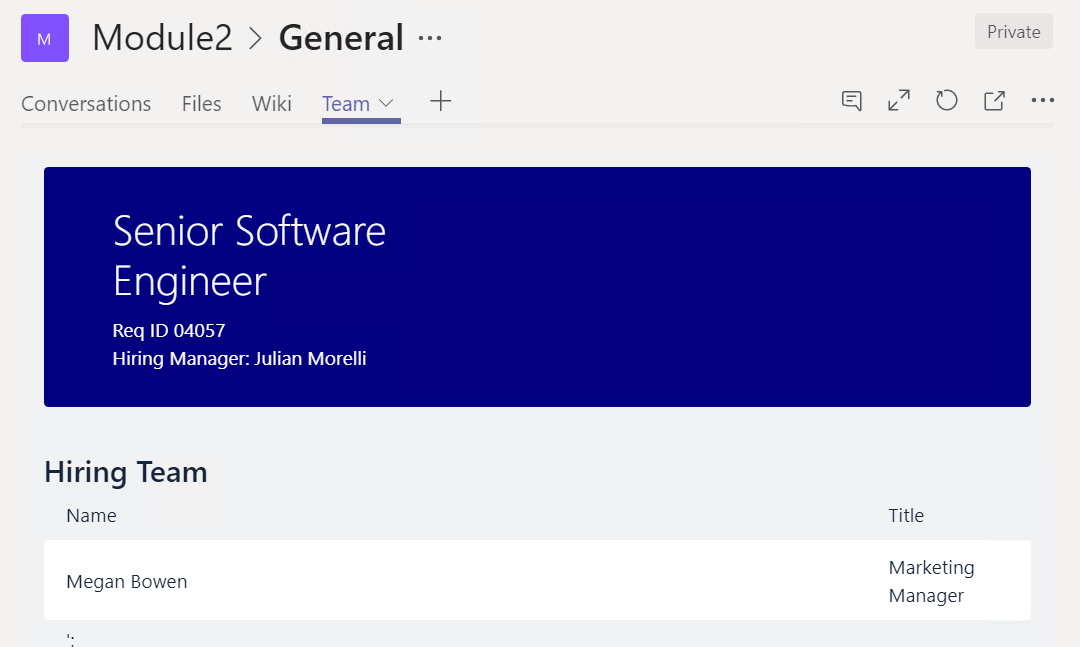 M
Module2 > General ...
Private
Conversations Files Wiki Team
Senior Software
Engineer
Req ID 04057
Hiring Manager: Julian Morelli
Hiring Team
Name Title
Megan Bowen Marketing
Manager
';